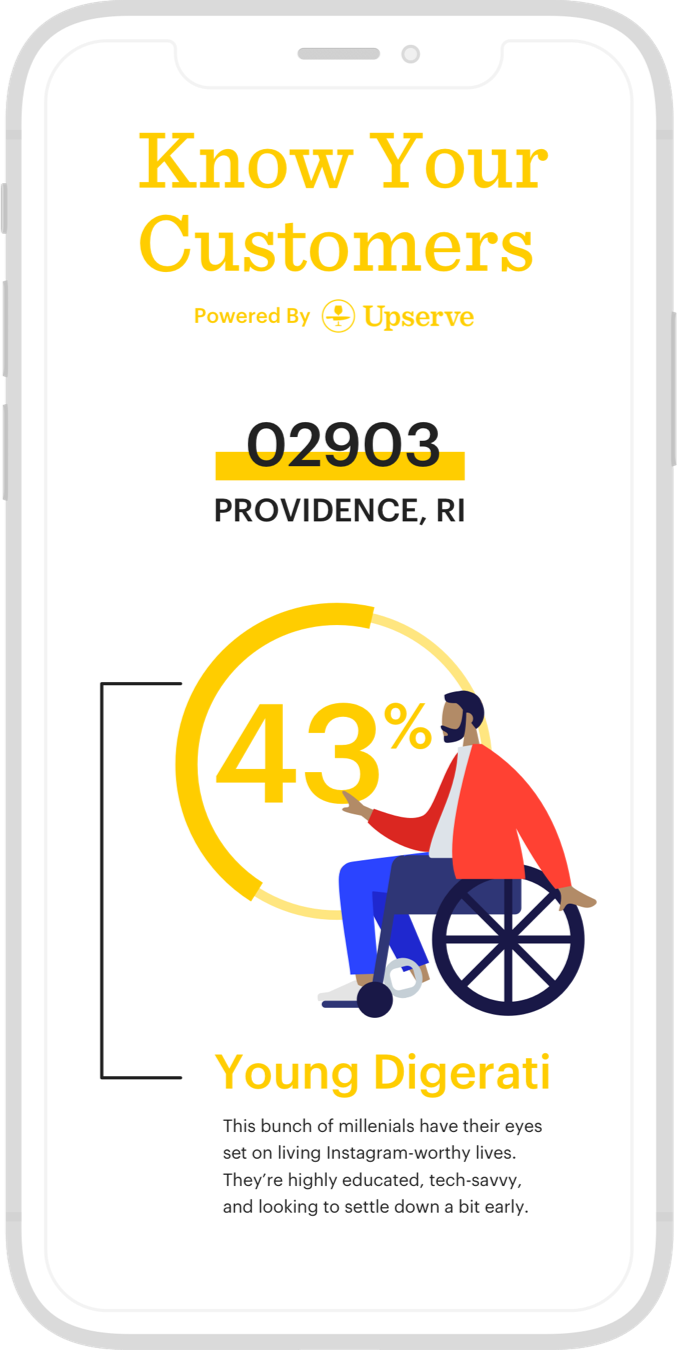 Know Your
Customers
Powered By Upserve
02903
PROVIDENCE, RI
43%
Young Digerati
This bunch of millenials have their eyes
set on living Instagram-worthy lives.
They’re highly educated, tech-savvy,
and looking to settle down a bit early.